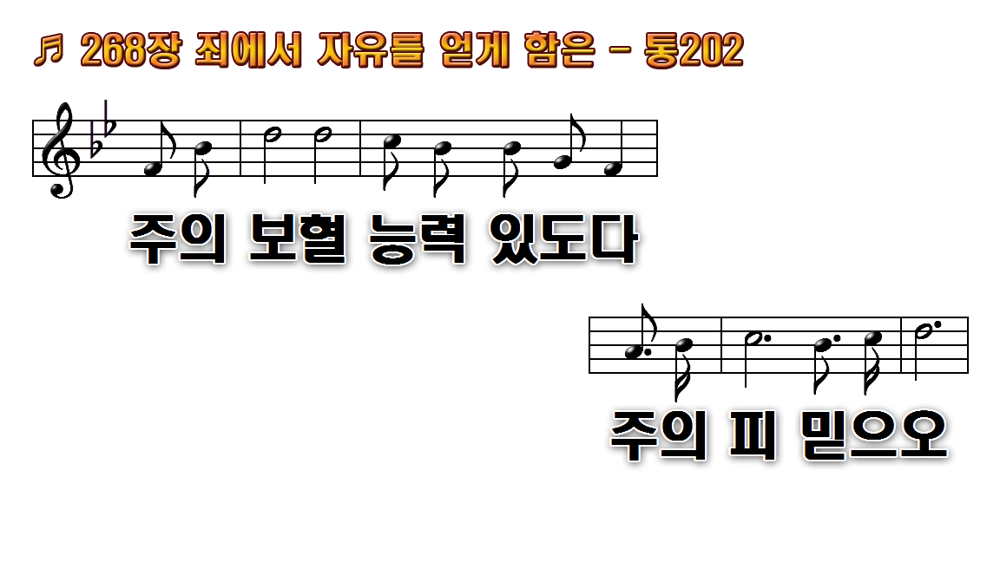 268장 죄에서 자유를 얻게 함은 - 통202
주의 보혈 능력 있도다
주의 피 믿으오